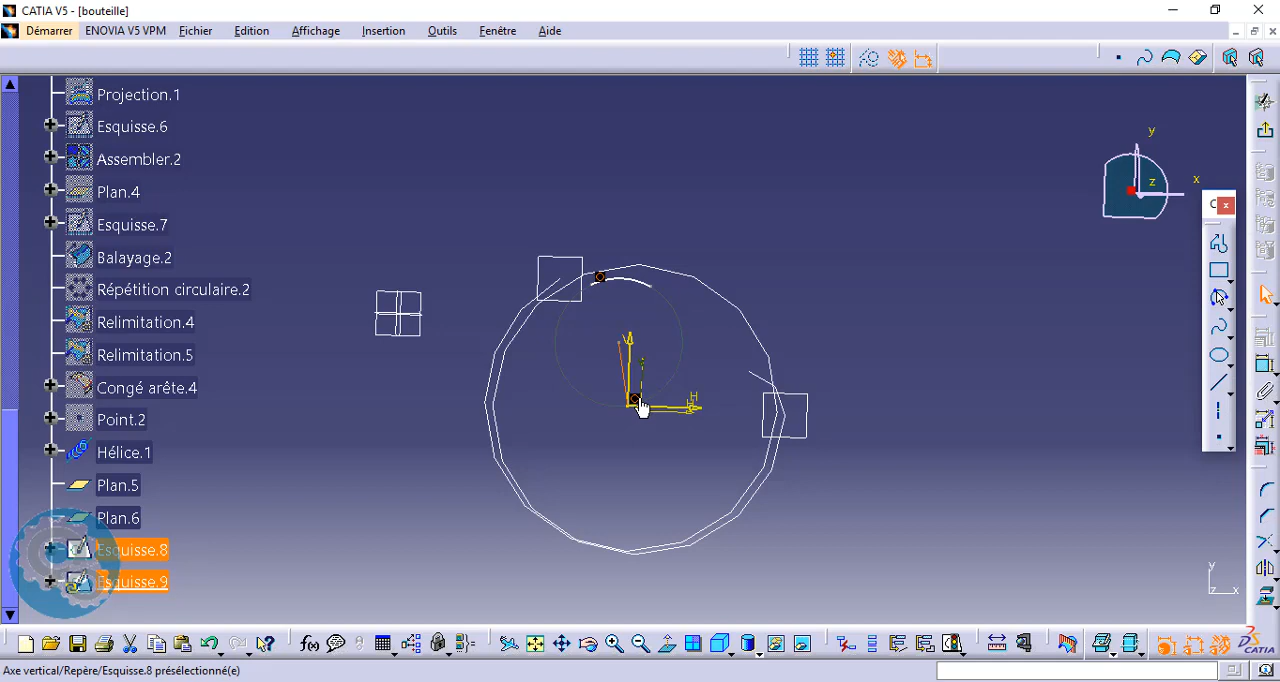 CATIA V5 - [bouteille]
Démarrer ENOVIA V5 VPM Fichier Edition Affichage Insertion Outils Fenêtre Aide
Projection.1
Esquisse.6
Assembler.2
Plan.4
Esquisse.7
Balayage.2
Répétition circulaire.2
Relimitation.4
Relimitation.5
Congé arête.4
Point.2
Hélice.1
Plan.5
Plan.6
Esquisse.8
Esquisse.9
y
x
z
C x
V
H
y
z x
f(x)
CATIA
Axe vertical/Repère/Esquisse.8 présélectionné(e)